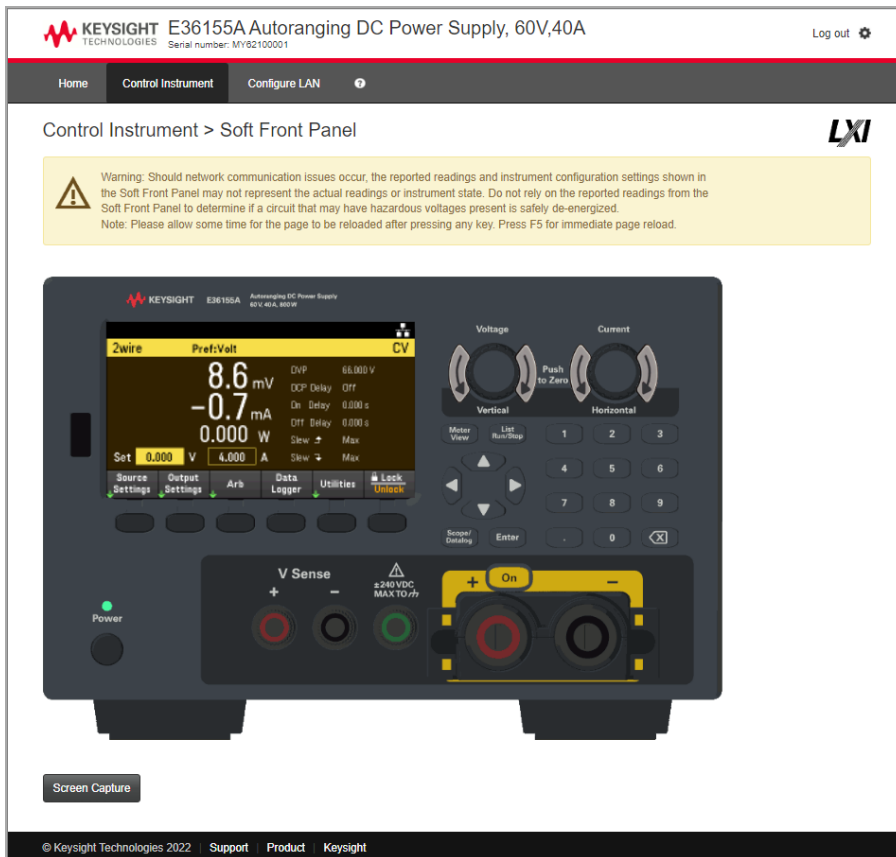 KEYSIGHT
TECHNOLOGIES
E36155A Autoranging DC Power Supply, 60V,40A
Serial number: MY62100001
Log out
Home Control Instrument Configure LAN ?
Control Instrument > Soft Front Panel
LXI
Warning: Should network communication issues occur, the reported readings and instrument configuration settings shown in
the Soft Front Panel may not represent the actual readings or instrument state. Do not rely on the reported readings from the
Soft Front Panel to determine if a circuit that may have hazardous voltages present is safely de-energized.
Note: Please allow some time for the page to be reloaded after pressing any key. Press F5 for immediate page reload.
KEYSIGHT E36155A Autoranging DC Power Supply
60V, 40A, 800W
2wire Pref:Volt CV
8.6 mV
-0.7 mA
0.000 W
OVP 66.000 V
OCP Delay Off
On Delay 0.000 s
Off Delay 0.000 s
Slew Max
Slew Max
Set 0.000 V 4.000 A
Source
Settings
Output
Settings
Arb
Data
Logger
Utilities
Lock
Unlock
Voltage
Current
Push
to Zero
Vertical
Horizontal
Meter
View
List
Run/Stop
1 2 3
4 5 6
7 8 9
Scope/
Datalog
Enter
. 0 X
V Sense
+ -
±240 VDC
MAX TO
+ On -
Power
Screen Capture
© Keysight Technologies 2022 | Support | Product | Keysight